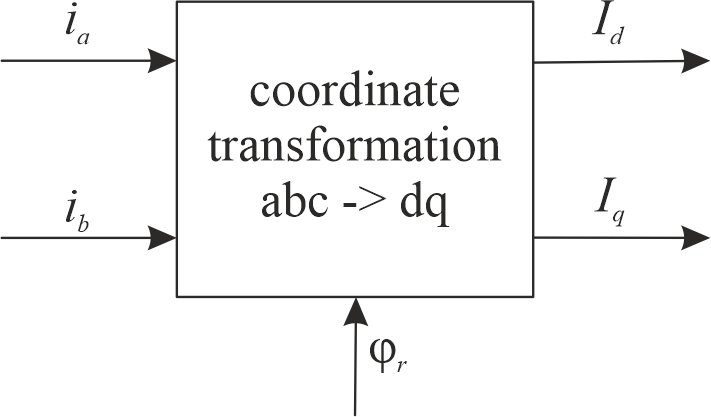 i_a
I_d
coordinate
transformation
abc -> dq
i_b
I_q
φ_r